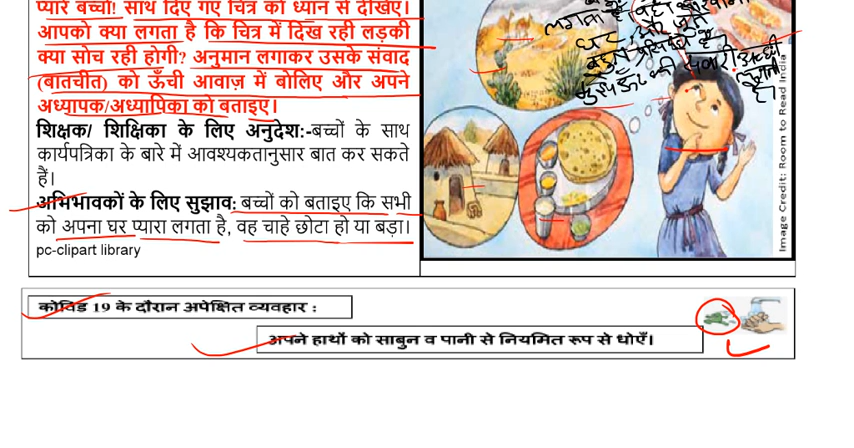 प्यारे बच्चों! साथ दिए गए चित्र को ध्यान से देखिए।
आपको क्या लगता है कि चित्र में दिख रही लड़की
क्या सोच रही होगी? अनुमान लगाकर उसके संवाद
(बातचीत) को ऊँची आवाज़ में बोलिए और अपने
अध्यापक/अध्यापिका को बताइए।
शिक्षक/ शिक्षिका के लिए अनुदेश:-बच्चों के साथ
कार्यपत्रिका के बारे में आवश्यकतानुसार बात कर सकते
हैं।
अभिभावकों के लिए सुझाव: बच्चों को बताइए कि सभी
को अपना घर प्यारा लगता है, वह चाहे छोटा हो या बड़ा।
pc-clipart library
Image Credit: Room to Read India
कोविड 19 के दौरान अपेक्षित व्यवहार :
अपने हाथों को साबुन व पानी से नियमित रूप से धोएँ।